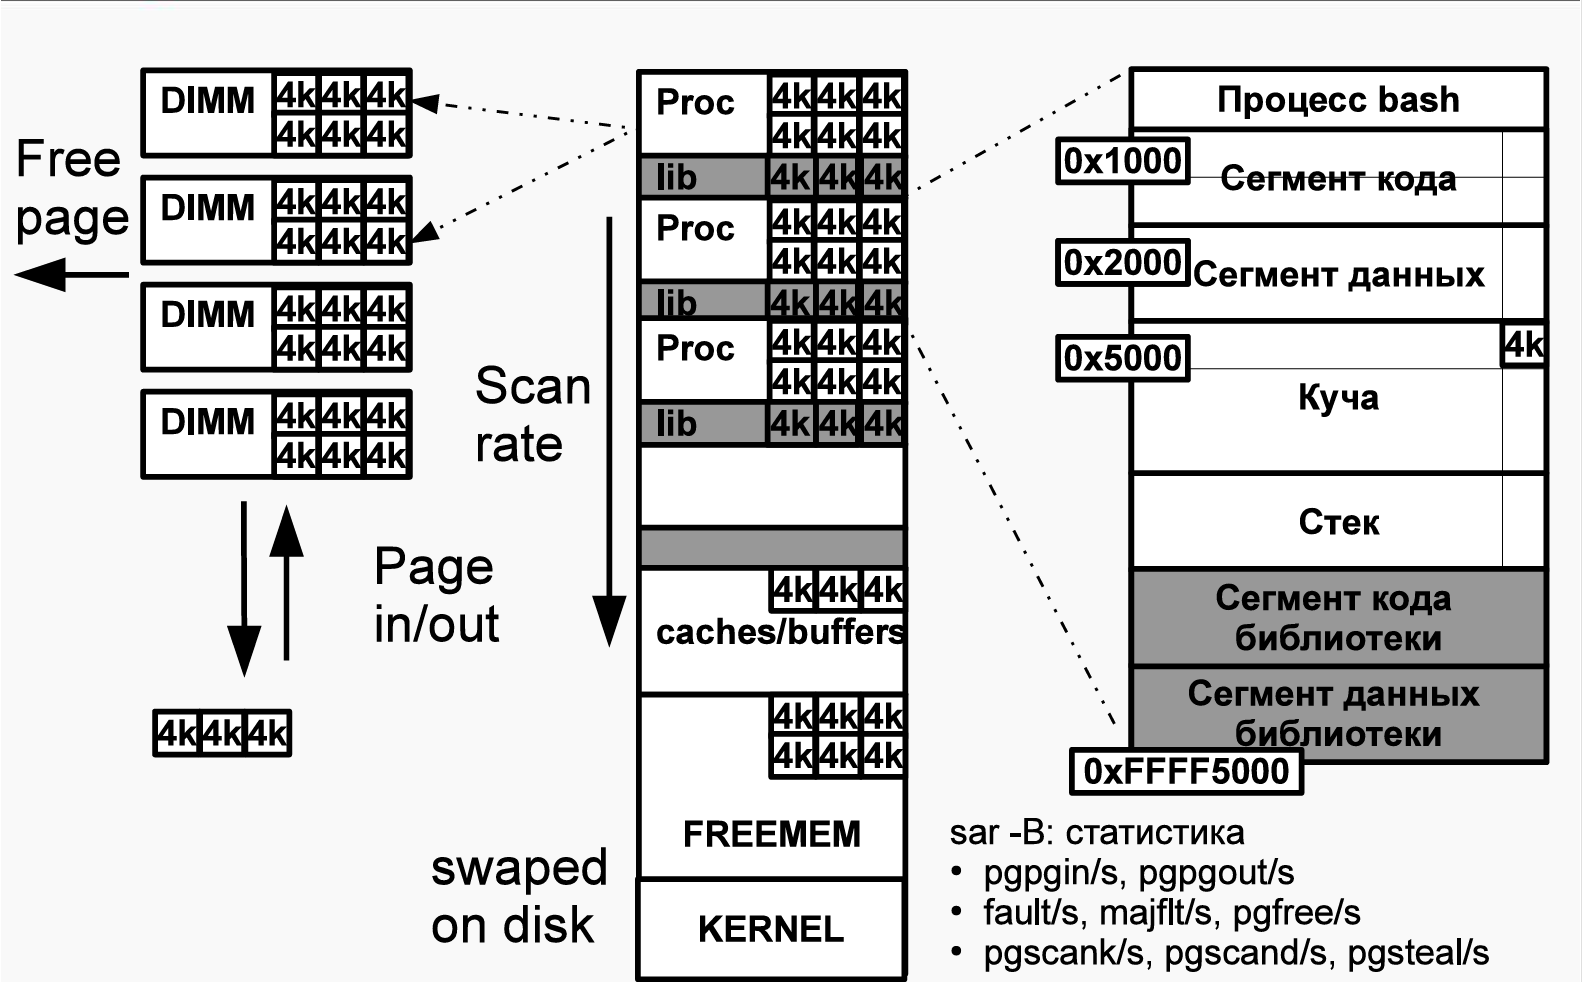 Free
page
DIMM
4k 4k 4k
4k 4k 4k
DIMM
4k 4k 4k
4k 4k 4k
DIMM
4k 4k 4k
4k 4k 4k
DIMM
4k 4k 4k
4k 4k 4k
Page
in/out
4k 4k 4k
Scan
rate
swaped
on disk
Proc
4k 4k 4k
4k 4k 4k
lib 4k 4k 4k
Proc
4k 4k 4k
4k 4k 4k
lib 4k 4k 4k
Proc
4k 4k 4k
4k 4k 4k
lib 4k 4k 4k
4k 4k 4k
caches/buffers
4k 4k 4k
4k 4k 4k
FREEMEM
KERNEL
Процесс bash
0x1000
Сегмент кода
0x2000
Сегмент данных
0x5000
4k
Куча
Стек
Сегмент кода
библиотеки
Сегмент данных
библиотеки
0xFFFF5000
sar -B: статистика
• pgpgin/s, pgpgout/s
• fault/s, majflt/s, pgfree/s
• pgscank/s, pgscand/s, pgsteal/s